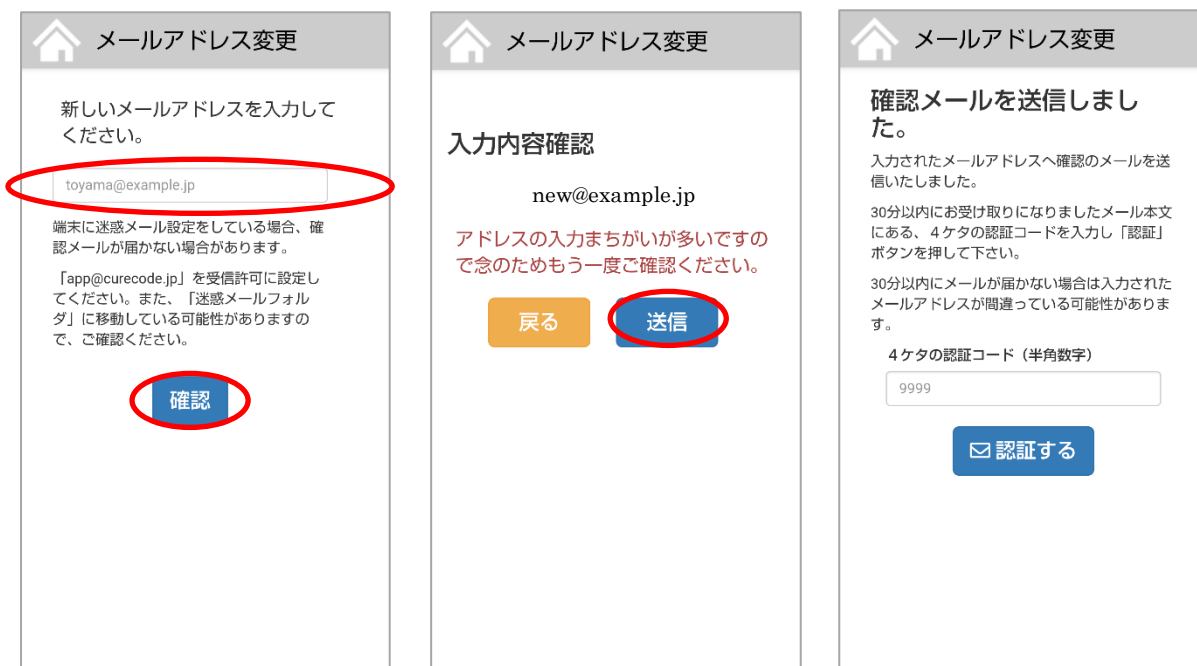 メールアドレス変更
新しいメールアドレスを入力して
ください。
toyama@example.jp
端末に迷惑メール設定をしている場合、確
認メールが届かない場合があります。
「app@curecode.jp」を受信許可に設定し
てください。また、「迷惑メールフォル
ダ」に移動している可能性がありますの
で、ご確認ください。
確認
メールアドレス変更
入力内容確認
new@example.jp
アドレスの入力まちがいが多いですの
で念のためもう一度ご確認ください。
戻る
送信
メールアドレス変更
確認メールを送信しまし
た。
入力されたメールアドレスへ確認のメールを送
信いたしました。
30分以内にお受け取りになりましたメール本文
にある、４ケタの認証コードを入力し「認証」
ボタンを押して下さい。
30分以内にメールが届かない場合は入力された
メールアドレスが間違っている可能性がありま
す。
４ケタの認証コード（半角数字）
9999
認証する